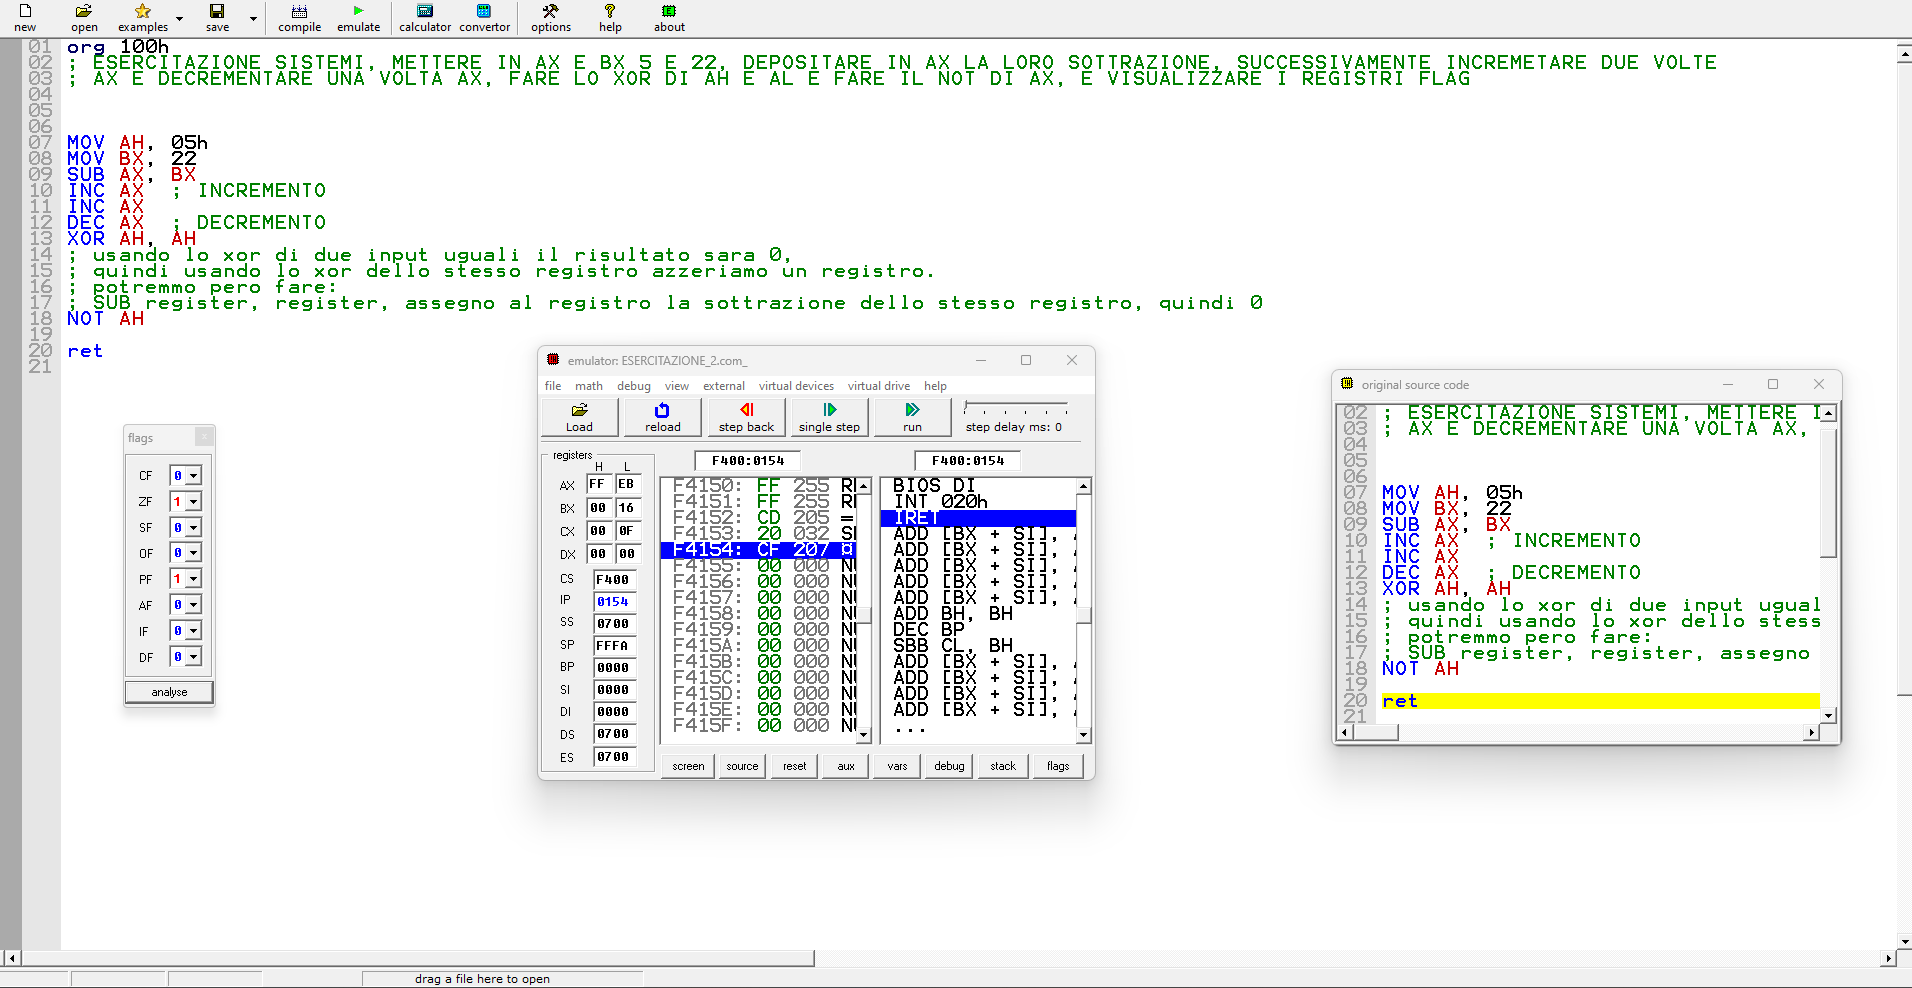 new open examples save compile emulate calculator convertor options help about
01 org 100h
02 ; ESERCITAZIONE SISTEMI, METTERE IN AX E BX 5 E 22, DEPOSITARE IN AX LA LORO SOTTRAZIONE, SUCCESSIVAMENTE INCREMETARE DUE VOLTE
03 ; AX E DECREMENTARE UNA VOLTA AX, FARE LO XOR DI AH E AL E FARE IL NOT DI AX, E VISUALIZZARE I REGISTRI FLAG
04
05
06
07 MOV AH, 05h
08 MOV BX, 22
09 SUB AX, BX
10 INC AX ; INCREMENTO
11 INC AX
12 DEC AX ; DECREMENTO
13 XOR AH, AH
14 ; usando lo xor di due input uguali il risultato sara 0,
15 ; quindi usando lo xor dello stesso registro azzeriamo un registro.
16 ; potremmo pero fare:
17 ; SUB register, register, assegno al registro la sottrazione dello stesso registro, quindi 0
18 NOT AH
19
20 ret
21
flags x
CF 0
ZF 1
SF 0
OF 0
PF 1
AF 0
IF 0
DF 0
analyse
emulator: ESERCITAZIONE_2.com_
file math debug view external virtual devices virtual drive help
Load reload step back single step run step delay ms: 0
registers F400:0154 F400:0154
H L
AX FF EB
BX 00 16
CX 00 0F
DX 00 00
CS F400
IP 0154
SS 0700
SP FFFA
BP 0000
SI 0000
DI 0000
DS 0700
ES 0700
F4150: FF 255
F4151: FF 255
F4152: CD 205 =
F4153: 20 032
F4154: CF 207 ¤
F4155: 00 000
F4156: 00 000
F4157: 00 000
F4158: 00 000
F4159: 00 000
F415A: 00 000
F415B: 00 000
F415C: 00 000
F415D: 00 000
F415E: 00 000
F415F: 00 000
BIOS DI
INT 020h
IRET
ADD [BX + SI],
ADD [BX + SI],
ADD [BX + SI],
ADD [BX + SI],
ADD [BX + SI],
ADD BH, BH
DEC BP
SBB CL, BH
ADD [BX + SI],
ADD [BX + SI],
ADD [BX + SI],
ADD [BX + SI],
...
screen source reset aux vars debug stack flags
original source code
02 ; ESERCITAZIONE SISTEMI, METTERE I
03 ; AX E DECREMENTARE UNA VOLTA AX,
04
05
06
07 MOV AH, 05h
08 MOV BX, 22
09 SUB AX, BX
10 INC AX ; INCREMENTO
11 INC AX
12 DEC AX ; DECREMENTO
13 XOR AH, AH
14 ; usando lo xor di due input ugual
15 ; quindi usando lo xor dello stess
16 ; potremmo pero fare:
17 ; SUB register, register, assegno
18 NOT AH
19
20 ret
21
drag a file here to open